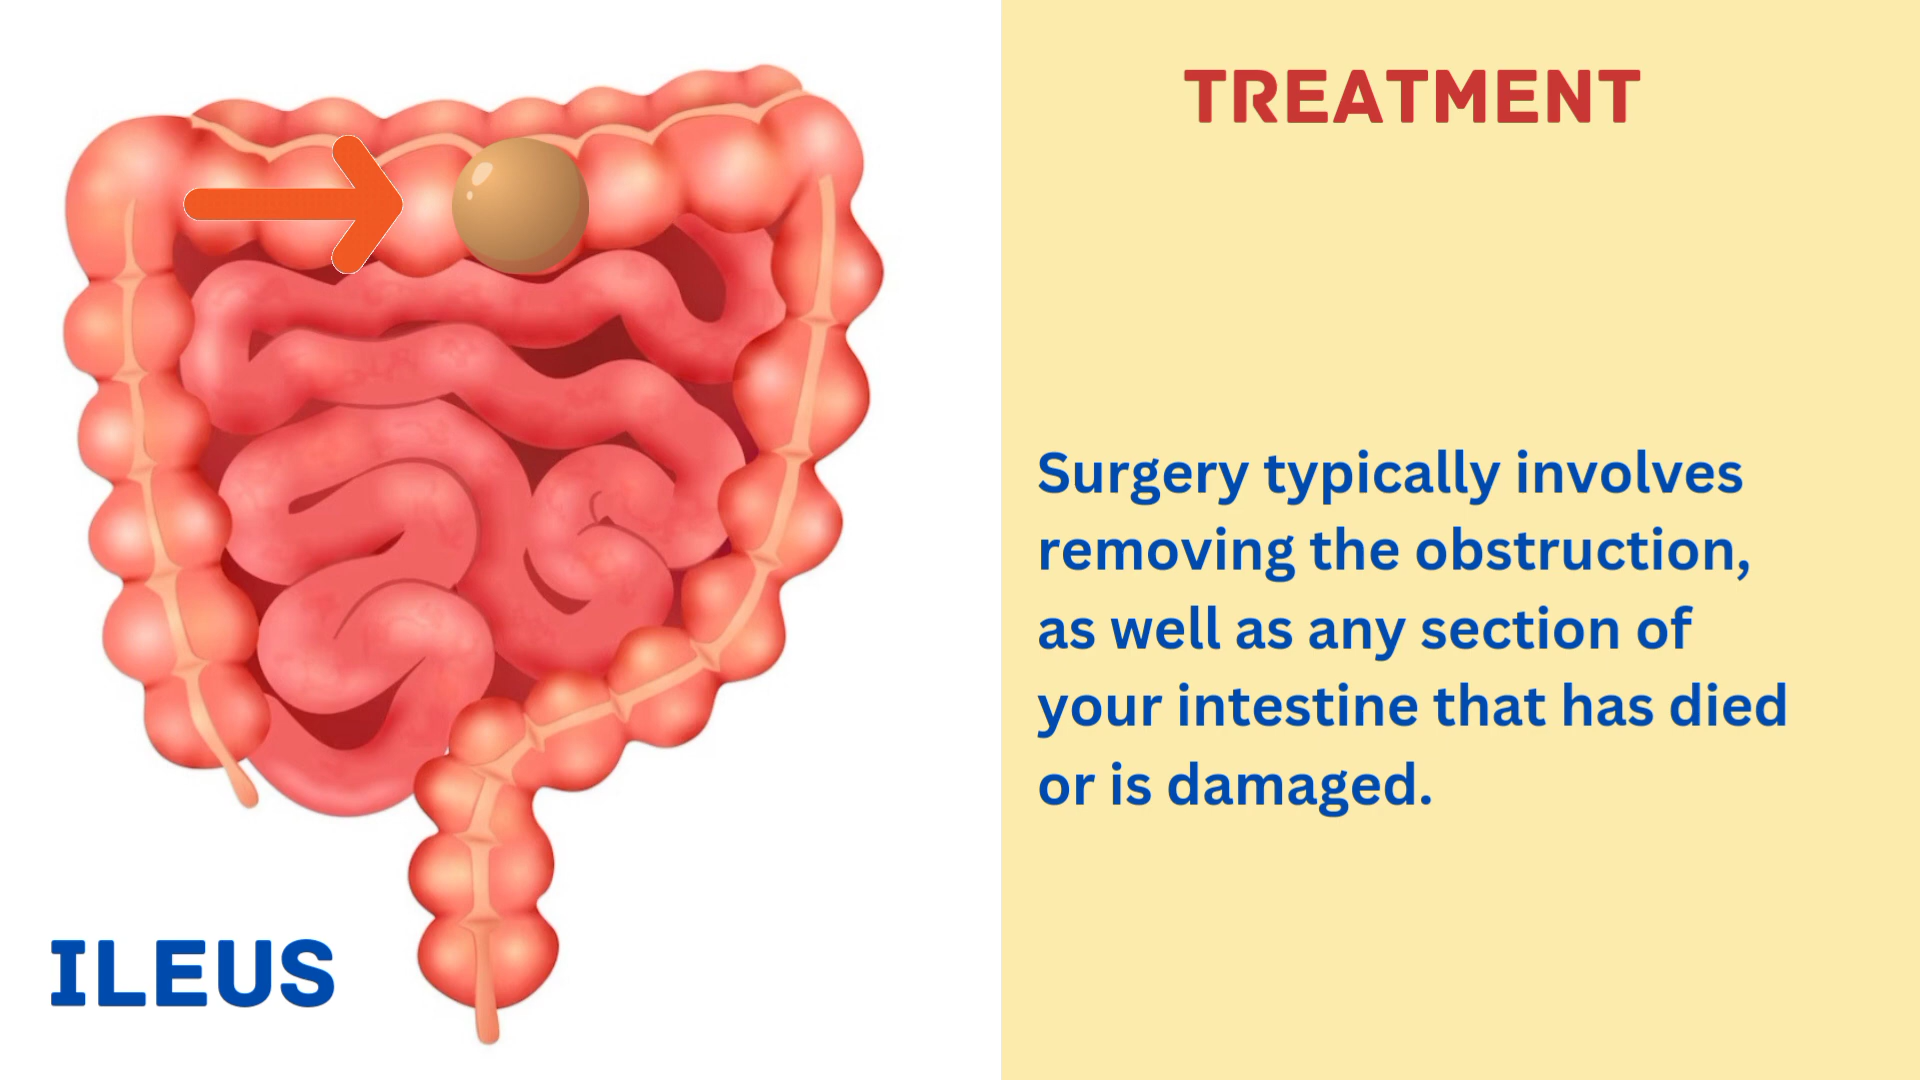 TREATMENT
Surgery typically involves
removing the obstruction,
as well as any section of
your intestine that has died
or is damaged.
ILEUS